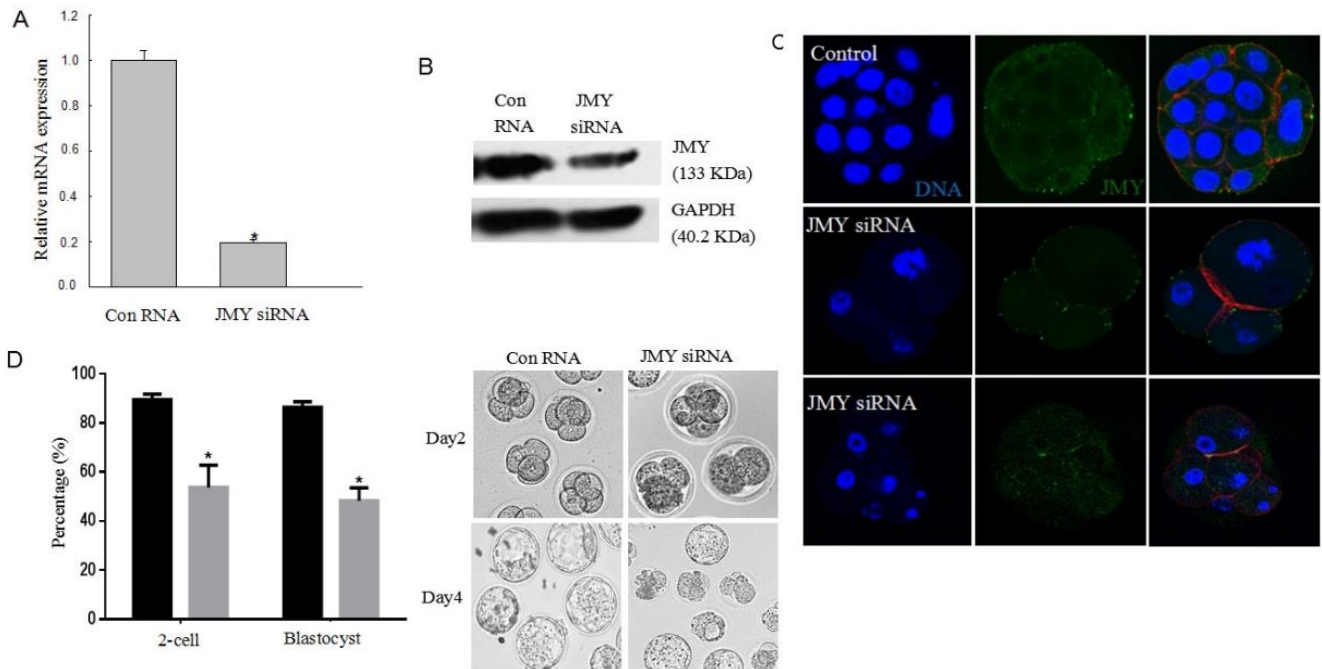 A
1.2
1.0
0.8
0.6
0.4
0.2
0.0
Relative mRNA expression
*
Con RNA
JMY siRNA
B
Con
RNA
JMY
siRNA
JMY
(133 KDa)
GAPDH
(40.2 KDa)
C
Control
DNA
JMY
JMY siRNA
JMY siRNA
D
100
80
60
40
20
0
Percentage (%)
*
*
2-cell
Blastocyst
Con RNA
JMY siRNA
Day2
Day4